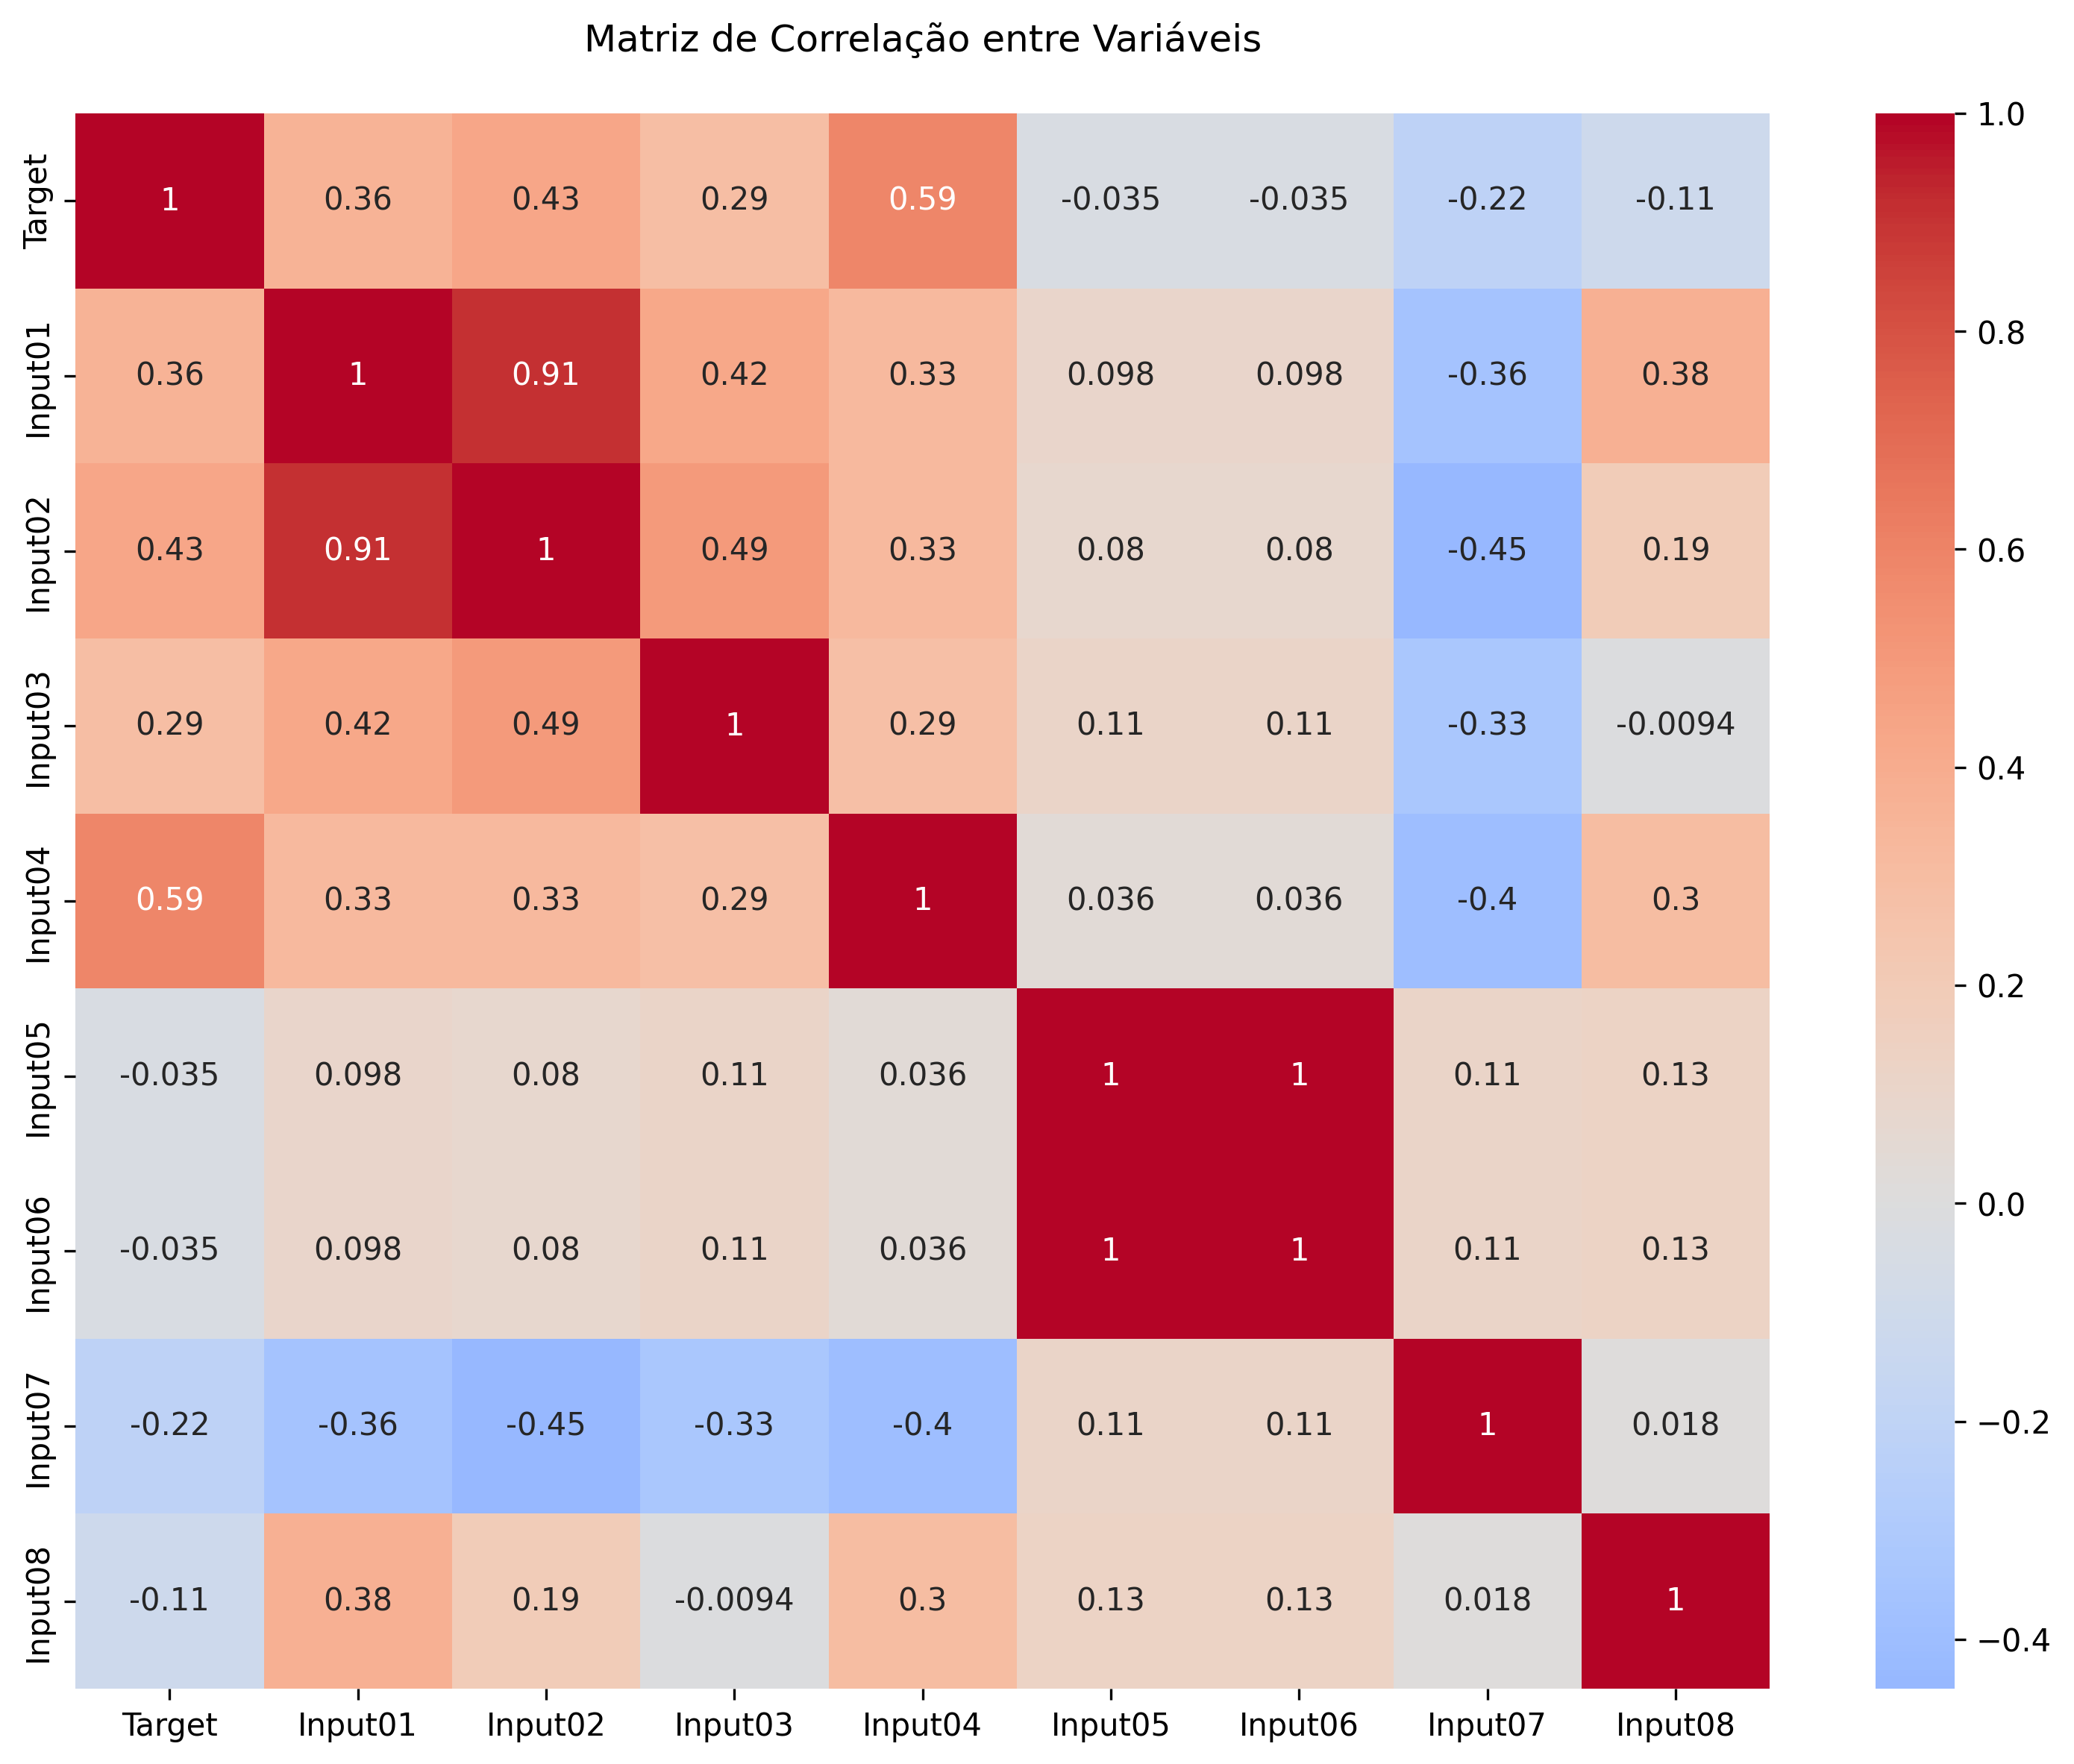 Matriz de Correlação entre Variáveis
Target 1 0.36 0.43 0.29 0.59 -0.035 -0.035 -0.22 -0.11
Input01 0.36 1 0.91 0.42 0.33 0.098 0.098 -0.36 0.38
Input02 0.43 0.91 1 0.49 0.33 0.08 0.08 -0.45 0.19
Input03 0.29 0.42 0.49 1 0.29 0.11 0.11 -0.33 -0.0094
Input04 0.59 0.33 0.33 0.29 1 0.036 0.036 -0.4 0.3
Input05 -0.035 0.098 0.08 0.11 0.036 1 1 0.11 0.13
Input06 -0.035 0.098 0.08 0.11 0.036 1 1 0.11 0.13
Input07 -0.22 -0.36 -0.45 -0.33 -0.4 0.11 0.11 1 0.018
Input08 -0.11 0.38 0.19 -0.0094 0.3 0.13 0.13 0.018 1
Target Input01 Input02 Input03 Input04 Input05 Input06 Input07 Input08
1.0
0.8
0.6
0.4
0.2
0.0
−0.2
−0.4